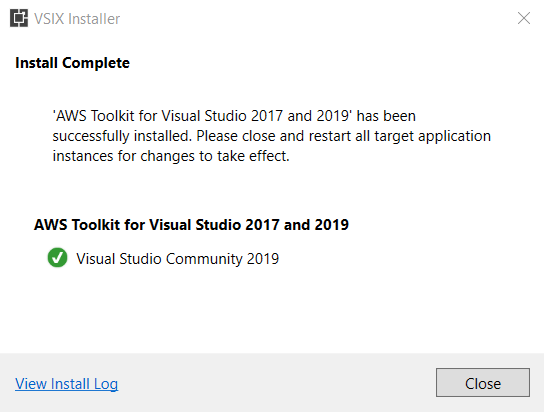 VSIX Installer
Install Complete
'AWS Toolkit for Visual Studio 2017 and 2019' has been
successfully installed. Please close and restart all target application
instances for changes to take effect.
AWS Toolkit for Visual Studio 2017 and 2019
Visual Studio Community 2019
View Install Log
Close